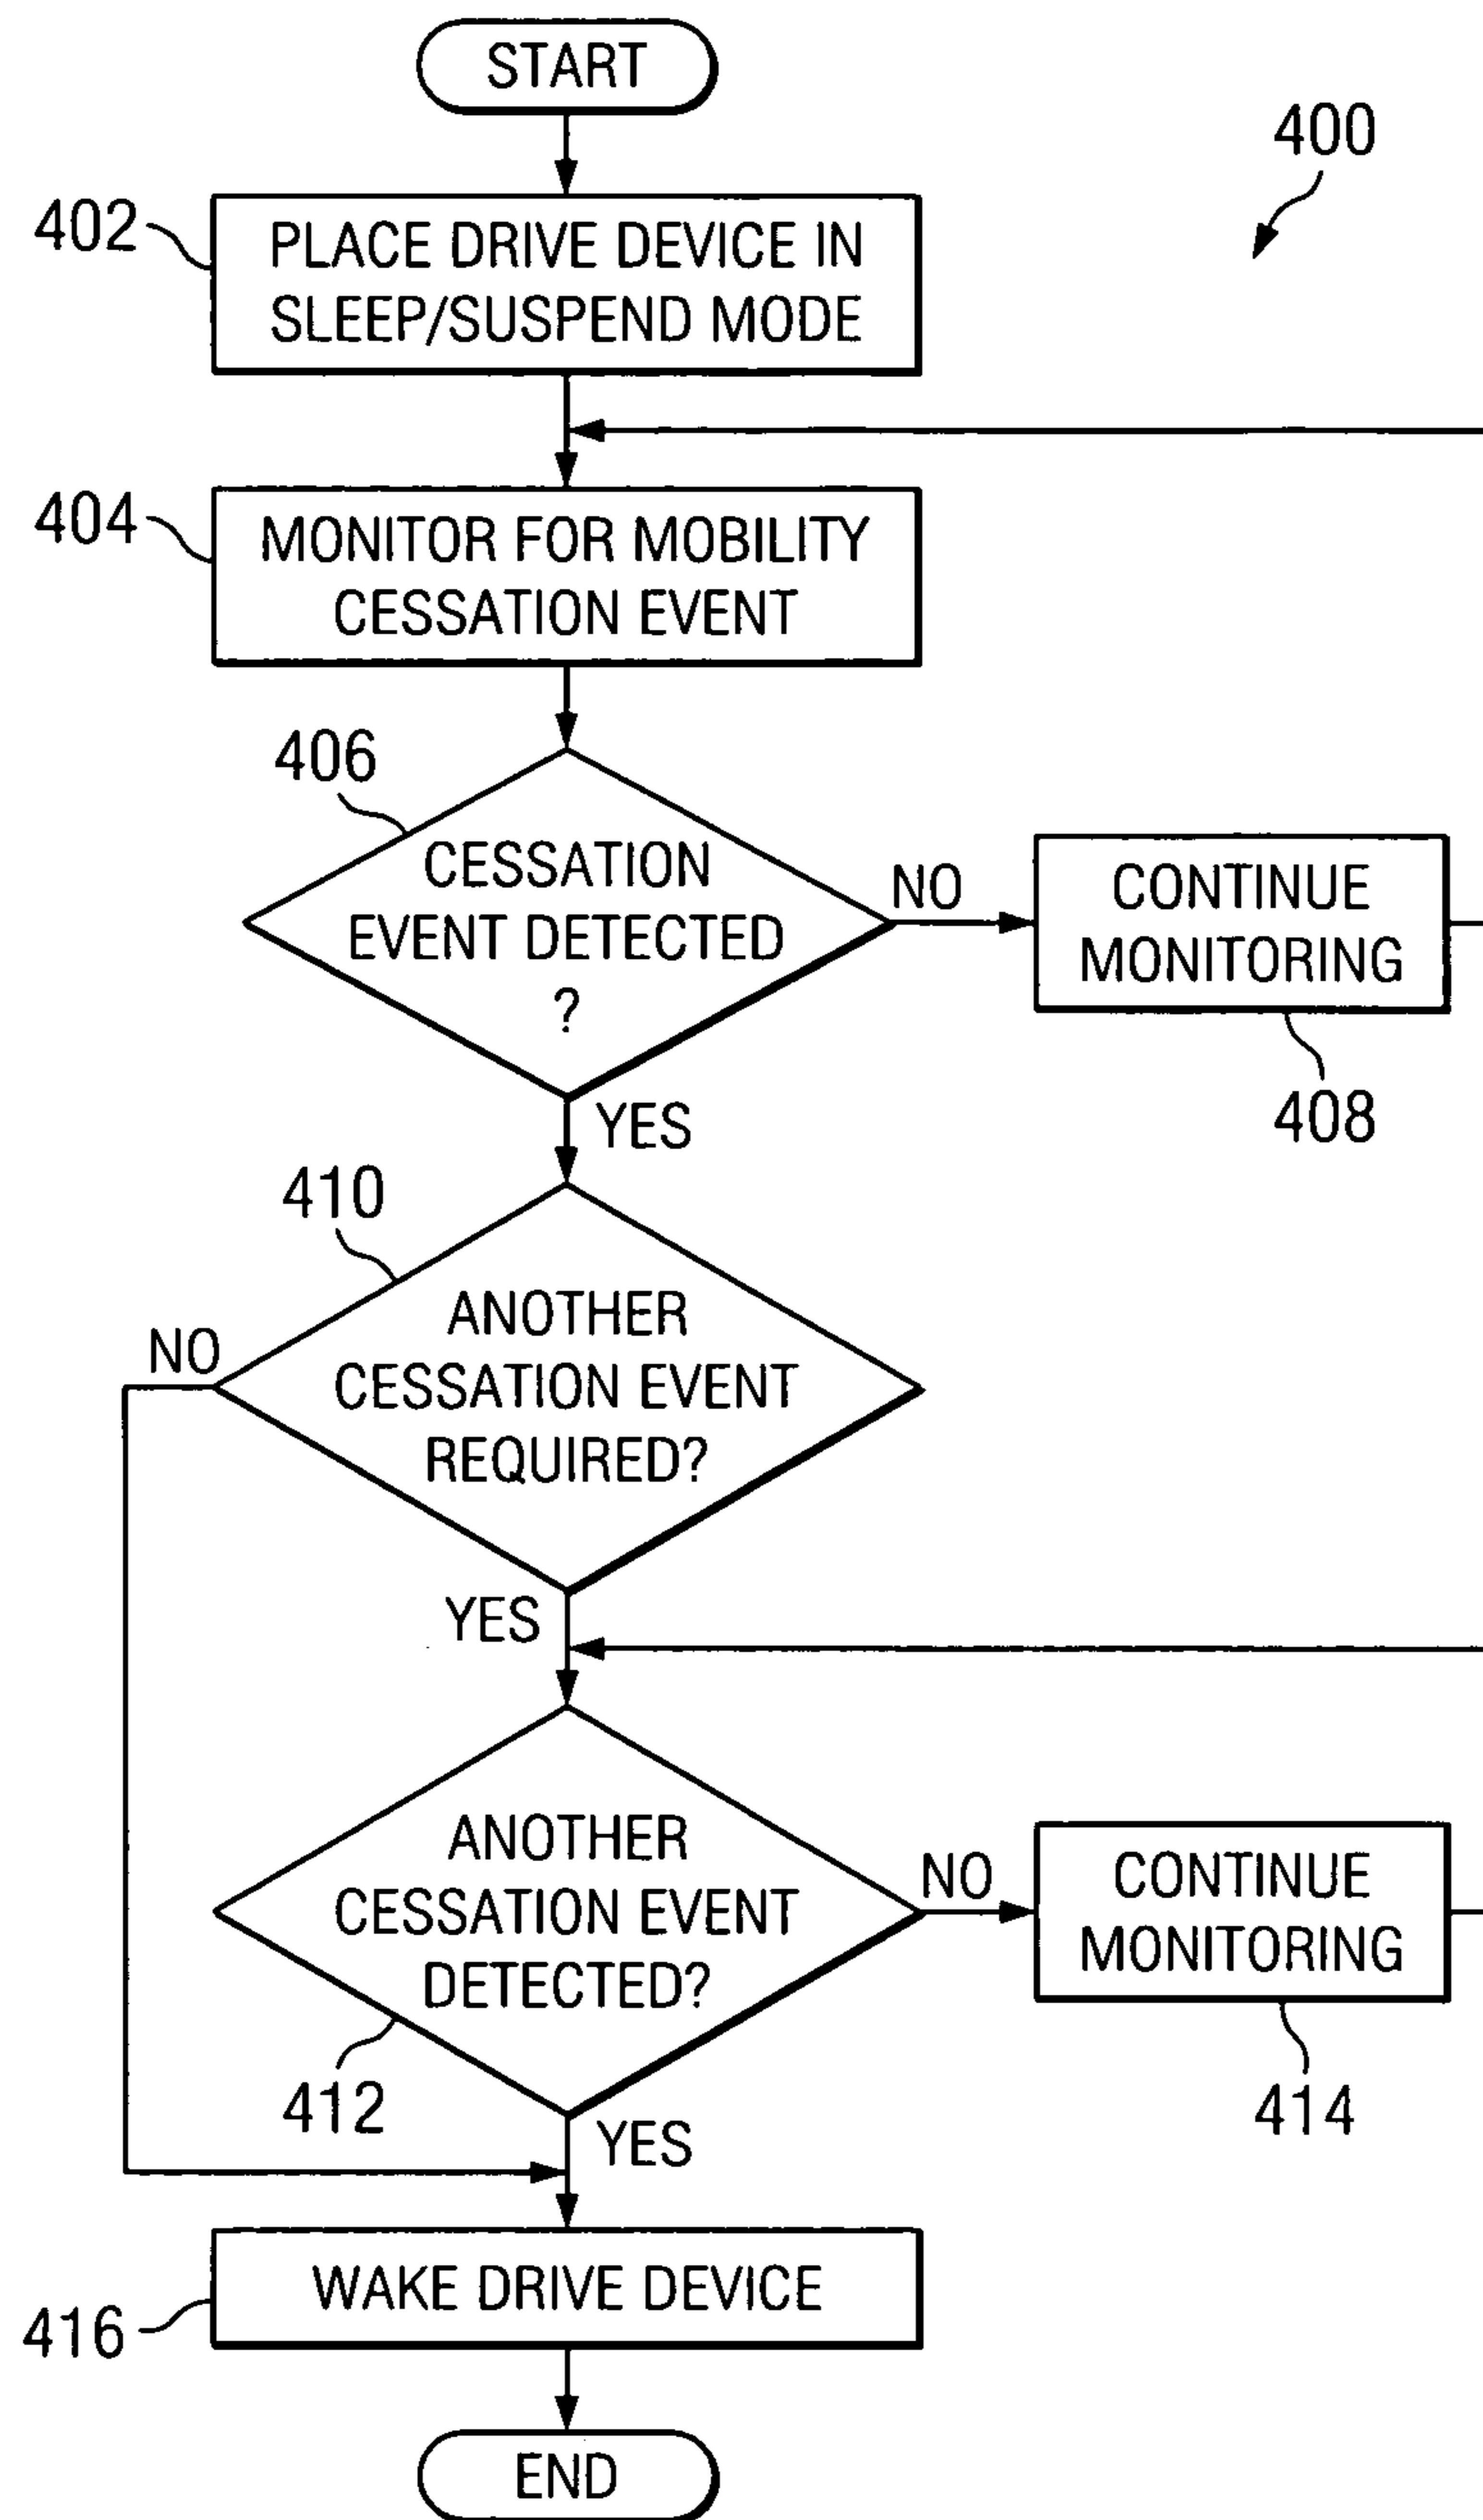 START
400
402
PLACE DRIVE DEVICE IN
SLEEP/SUSPEND MODE
404
MONITOR FOR MOBILITY
CESSATION EVENT
406
CESSATION
EVENT DETECTED
?
NO
CONTINUE
MONITORING
408
YES
410
ANOTHER
CESSATION EVENT
REQUIRED?
NO
YES
ANOTHER
CESSATION EVENT
DETECTED?
NO
CONTINUE
MONITORING
412
414
YES
WAKE DRIVE DEVICE
416
END